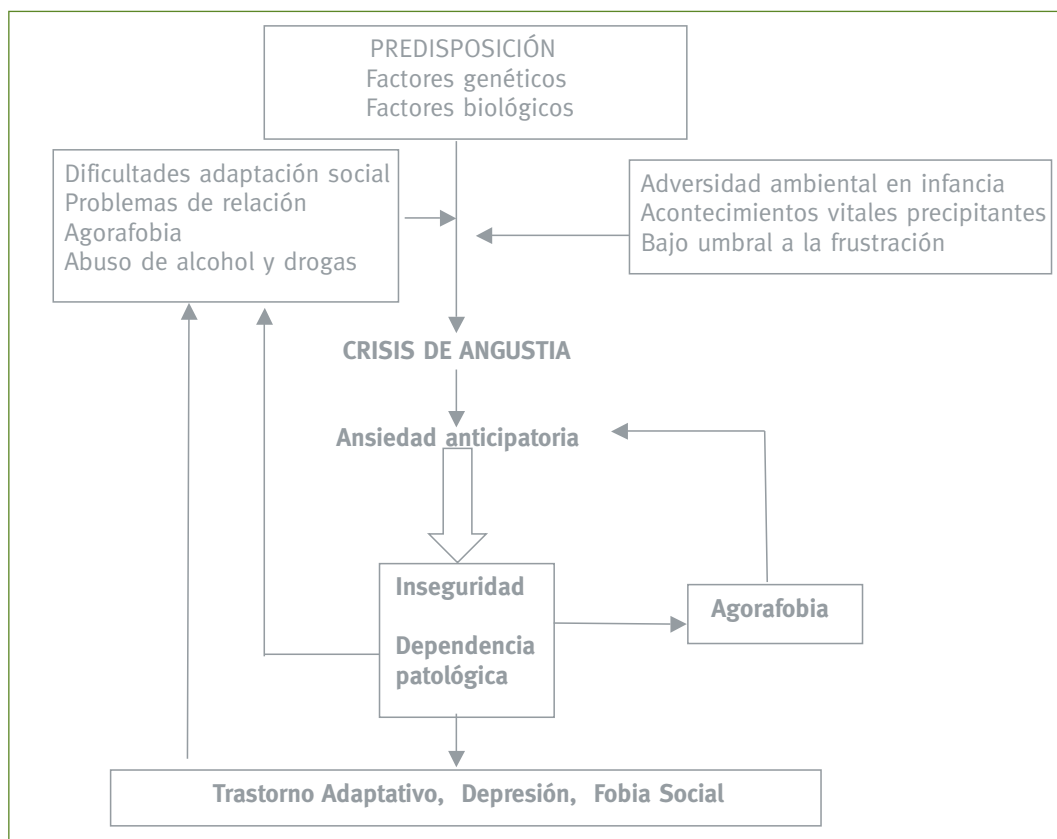 PREDISPOSICIÓN
Factores genéticos
Factores biológicos
Dificultades adaptación social
Problemas de relación
Agorafobia
Abuso de alcohol y drogas
Adversidad ambiental en infancia
Acontecimientos vitales precipitantes
Bajo umbral a la frustración
CRISIS DE ANGUSTIA
Ansiedad anticipatoria
Inseguridad
Dependencia
patológica
Agorafobia
Trastorno Adaptativo, Depresión, Fobia Social